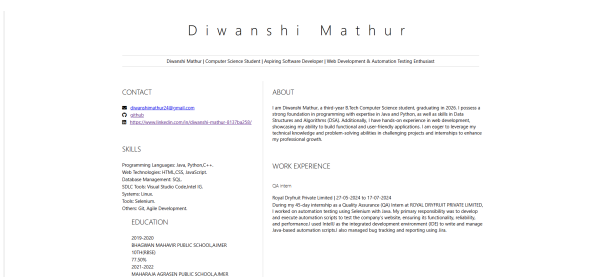 Diwanshi Mathur
Diwanshi Mathur | Computer Science Student | Aspiring Software Developer | Web Development & Automation Testing Enthusiast
CONTACT
diwanshimathur24@gmail.com
github
https://www.linkedin.com/in/diwanshi-mathur-8137ba258/
SKILLS
Programming Languages: Java, Python,C++.
Web Technologies: HTML,CSS, JavaScript.
Database Management: SQL.
SDLC Tools: Visual Studio Code,Intel IG.
Systems: Linux.
Tools: Selenium.
Others: Git, Agile Development.
EDUCATION
2019-2020
BHAGWAN MAHAVIR PUBLIC SCHOOL,AJMER
10TH(RBSE)
77.50%
2021-2022
MAHARAJA AGRASEN PUBLIC SCHOOL, AJMER
ABOUT
I am Diwanshi Mathur, a third-year B.Tech Computer Science student, graduating in 2026. I possess a
strong foundation in programming with expertise in Java and Python, as well as skills in Data
Structures and Algorithms (DSA). Additionally, I have hands-on experience in web development,
showcasing my ability to build functional and user-friendly applications. I am eager to leverage my
technical knowledge and problem-solving abilities in challenging projects and internships to enhance
my professional growth.
WORK EXPERIENCE
QA intern
Royal Dryfruit Private Limited | 27-05-2024 to 17-07-2024
During my 45-day internship as a Quality Assurance (QA) Intern at ROYAL DRYFRUIT PRIVATE LIMITED,
I worked on automation testing using Selenium with Java. My primary responsibility was to develop
and execute automation scripts to test the company's website, ensuring its functionality, reliability,
and performance.I used IntelliJ as the integrated development environment (IDE) to write and manage
Java-based automation scripts.I also managed bug tracking and reporting using Jira.